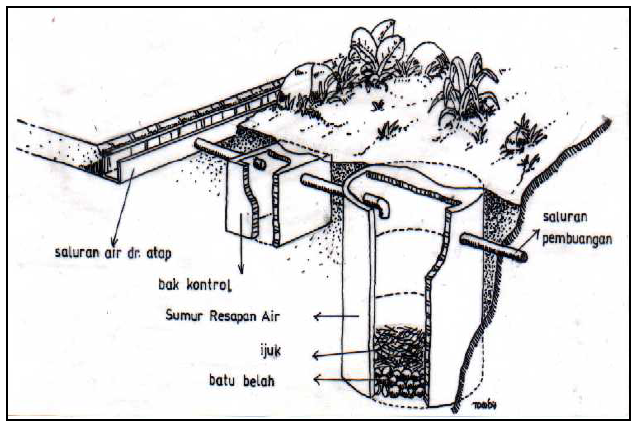 saluran air dr. atap
bak kontrol
Sumur Resapan Air
ijuk
batu belah
saluran
pembuangan